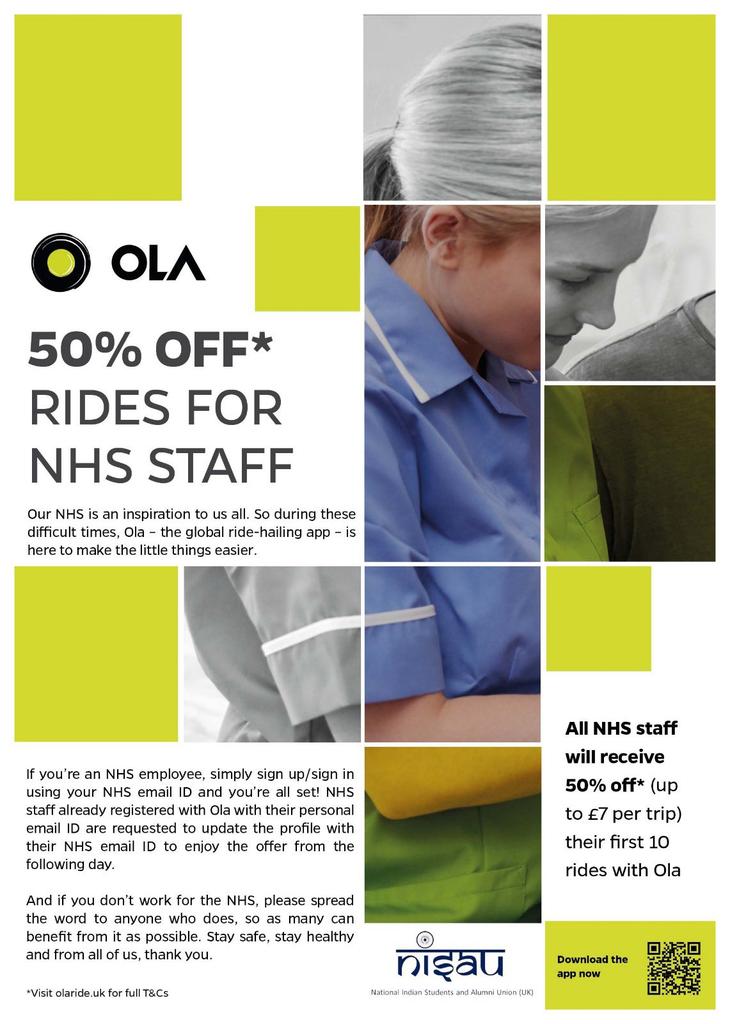 OLA
50% OFF*
RIDES FOR
NHS STAFF
Our NHS is an inspiration to us all. So during these
difficult times, Ola – the global ride-hailing app – is
here to make the little things easier.
If you're an NHS employee, simply sign up/sign in
using your NHS email ID and you're all set! NHS
staff already registered with Ola with their personal
email ID are requested to update the profile with
their NHS email ID to enjoy the offer from the
following day.
And if you don't work for the NHS, please spread
the word to anyone who does, so as many can
benefit from it as possible. Stay safe, stay healthy
and from all of us, thank you.
*Visit olaride.uk for full T&Cs
All NHS staff
will receive
50% off* (up
to £7 per trip)
their first 10
rides with Ola
nisau
National Indian Students and Alumni Union (UK)
Download the
app now